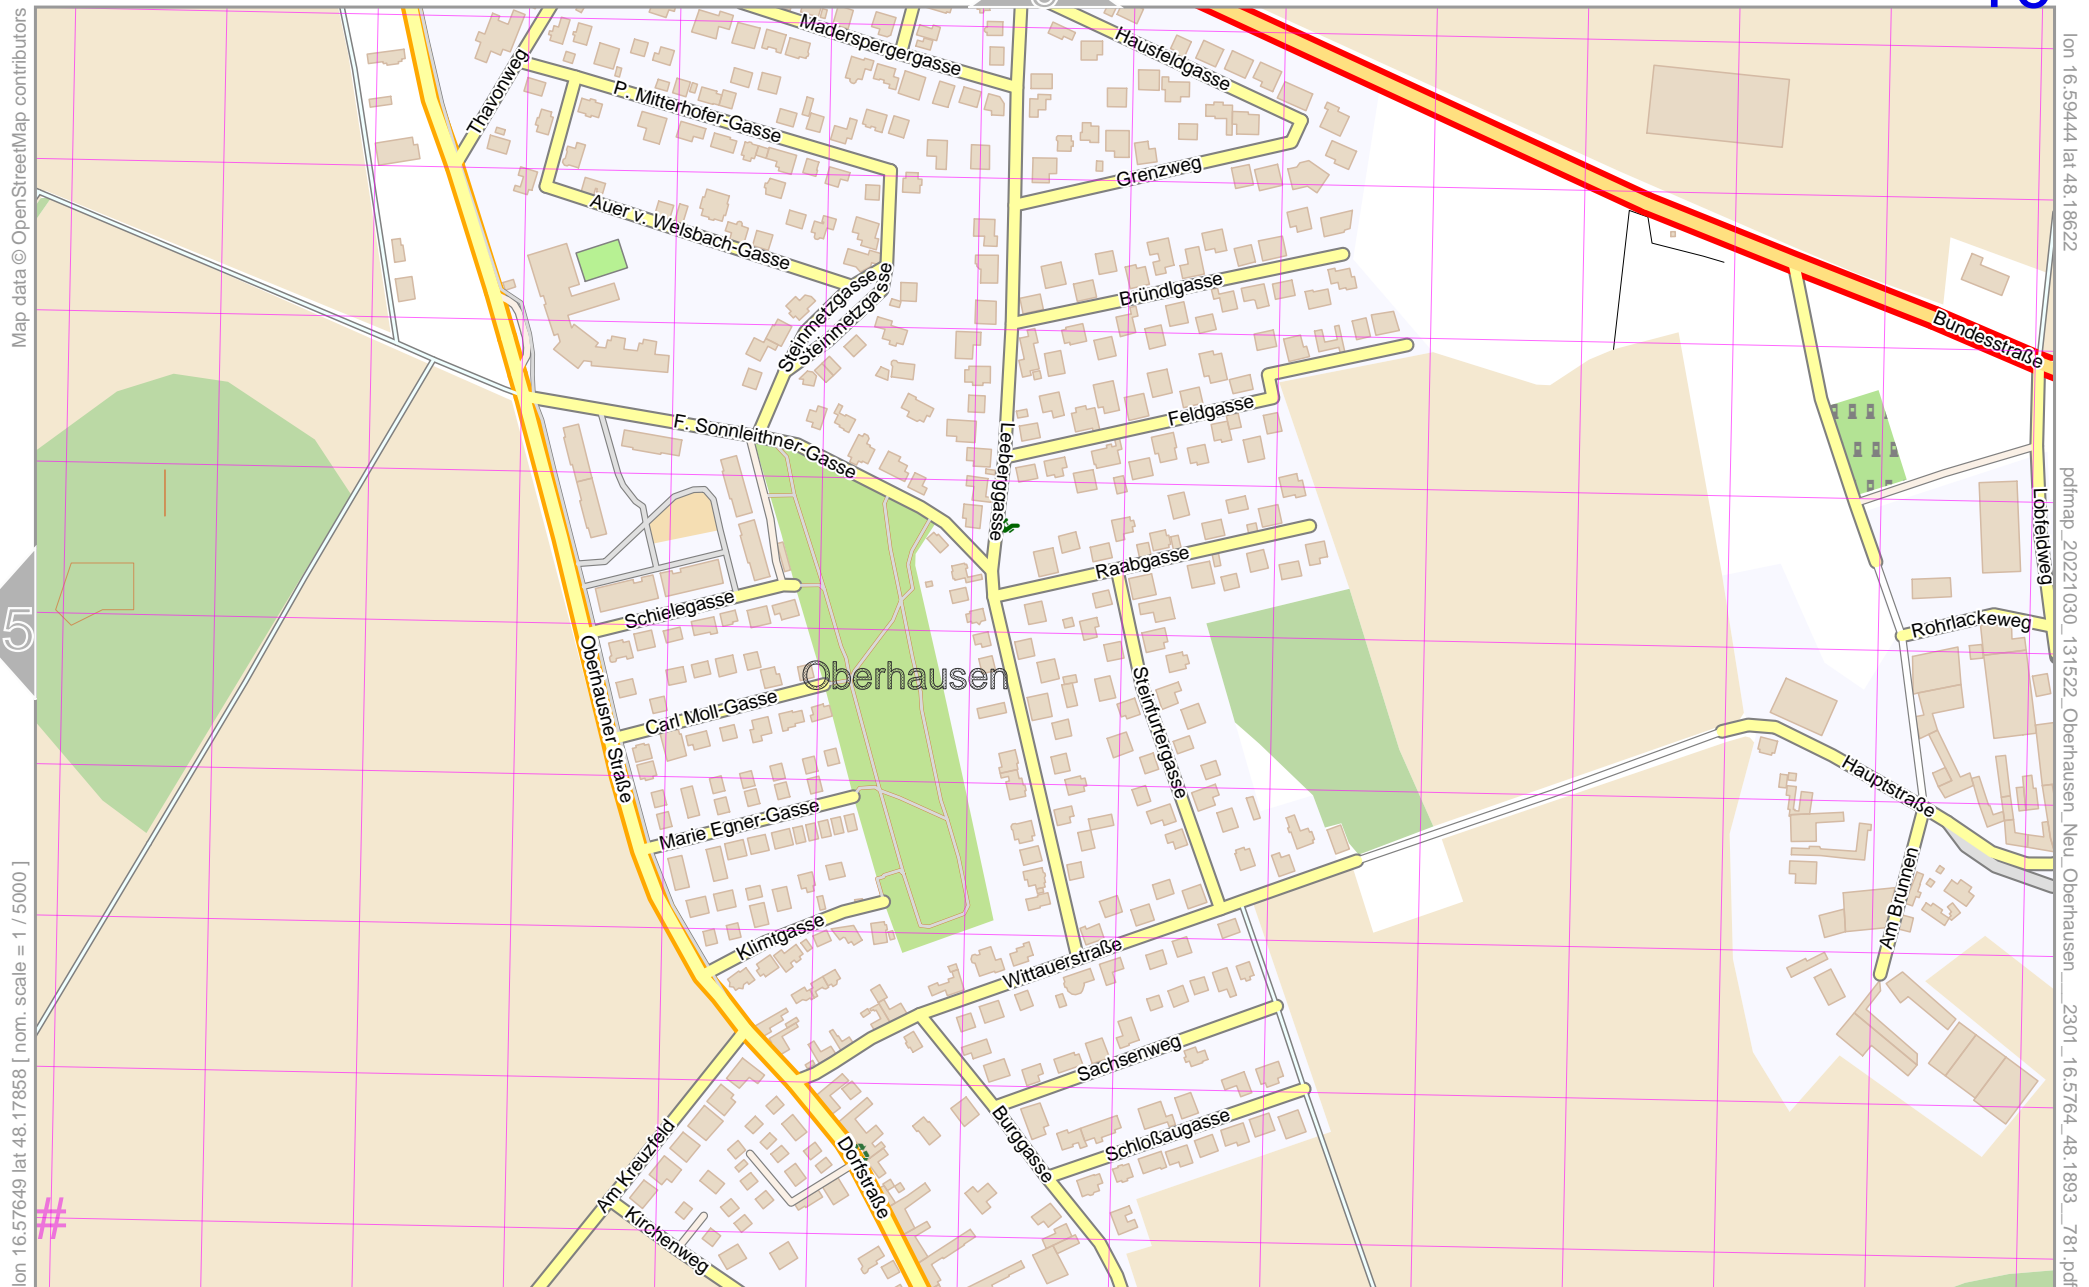 Map data © OpenStreetMap contributors
lon 16.57649 lat 48.17858 [ nom. scale = 1 / 5000 ]
lon 16.59444 lat 48.18622
pdfmap_20221030_131522_Oberhausen_Neu_Oberhausen___2301_16.5764_48.1893__781.pdf
5
#
Maderspergergasse
Hausfeldgasse
Thavonweg
P. Mitterhofer-Gasse
Grenzweg
Auer v. Welsbach-Gasse
Bründlgasse
Steinmetzgasse
Steinmetzgasse
Bundesstraße
Feldgasse
F. Sonnleithner-Gasse
Leeberggasse
Lobfeldweg
Raabgasse
Schielegasse
Rohrlackeweg
Oberhausen
Oberhausner Straße
Carl Moll-Gasse
Steinfurtergasse
Hauptstraße
Marie Egner-Gasse
Am Brunnen
Klimtgasse
Wittauerstraße
Sachsenweg
Burggasse
Schloßaugasse
Am Kreuzfeld
Dorfstraße
Kirchenweg